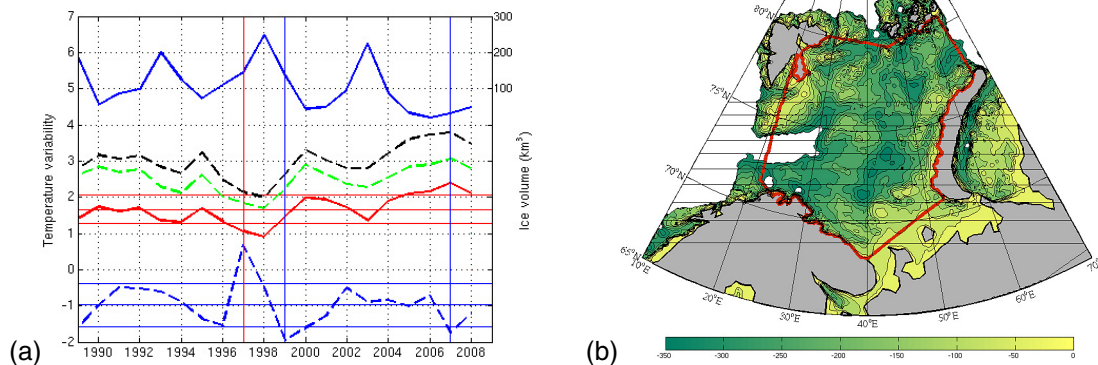 7
6
5
4
3
2
1
0
-1
-2
Temperature variability
300
200
100
Ice volume (km³)
1990 1992 1994 1996 1998 2000 2002 2004 2006 2008
(a)
80°N
75°N
70°N
65°N
10°E
20°E
30°E
40°E
50°E
60°E
70°
-350 -300 -250 -200 -150 -100 -50 0
(b)